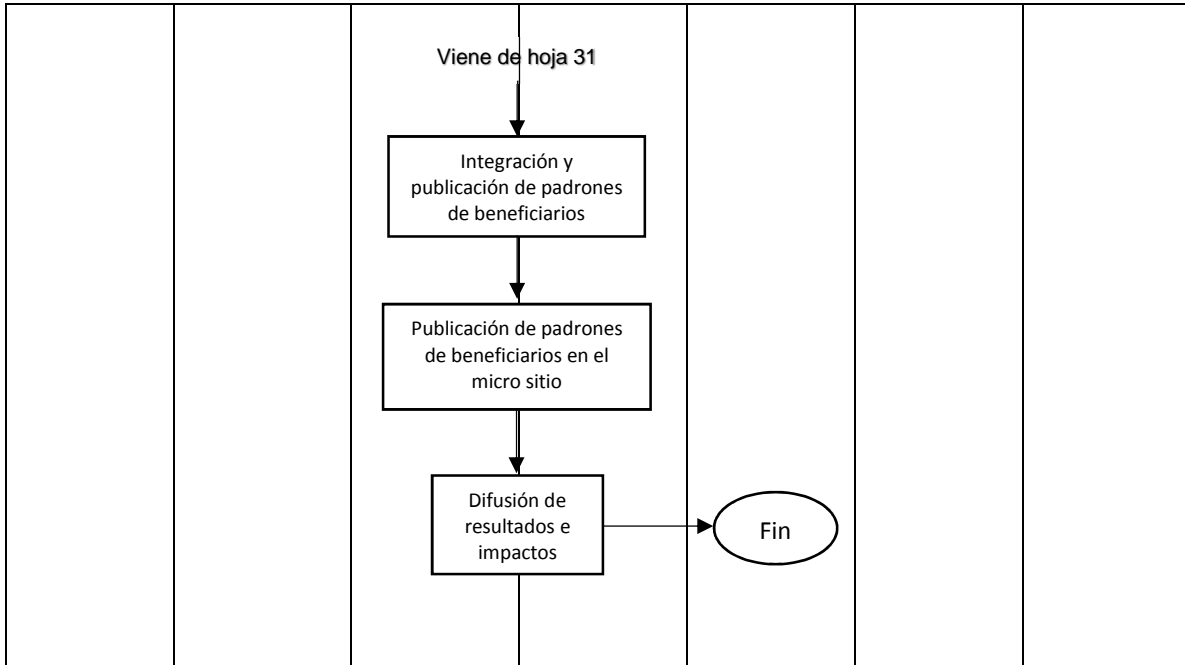 Viene de hoja 31
Integración y
publicación de padrones
de beneficiarios
Publicación de padrones
de beneficiarios en el
micro sitio
Difusión de
resultados e
impactos
Fin